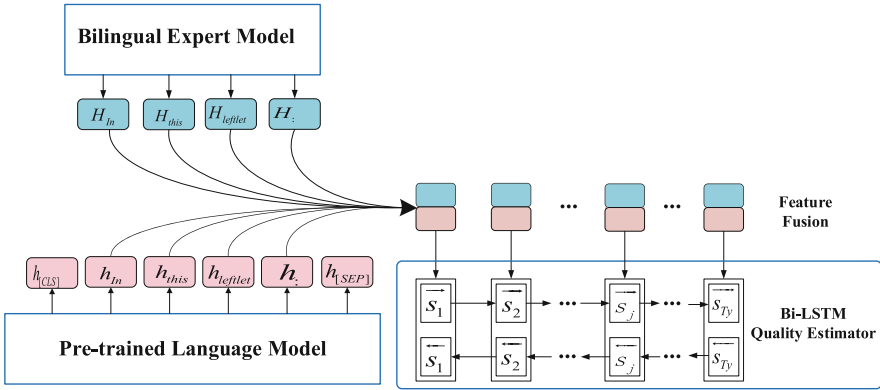 Bilingual Expert Model
H_In H_this H_leftlet H_:
... ...
Feature
Fusion
h_[CLS] h_In h_this h_leftlet h_: h_[SEP]
Pre-trained Language Model
→s_1 →s_2 ... →s_j ... →s_Ty
←s_1 ←s_2 ... ←s_j ... ←s_Ty
Bi-LSTM
Quality Estimator